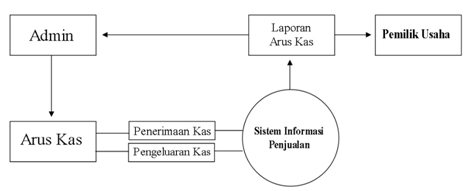 Admin
Laporan
Arus Kas
Pemilik Usaha
Arus Kas
Penerimaan Kas
Pengeluaran Kas
Sistem Informasi
Penjualan